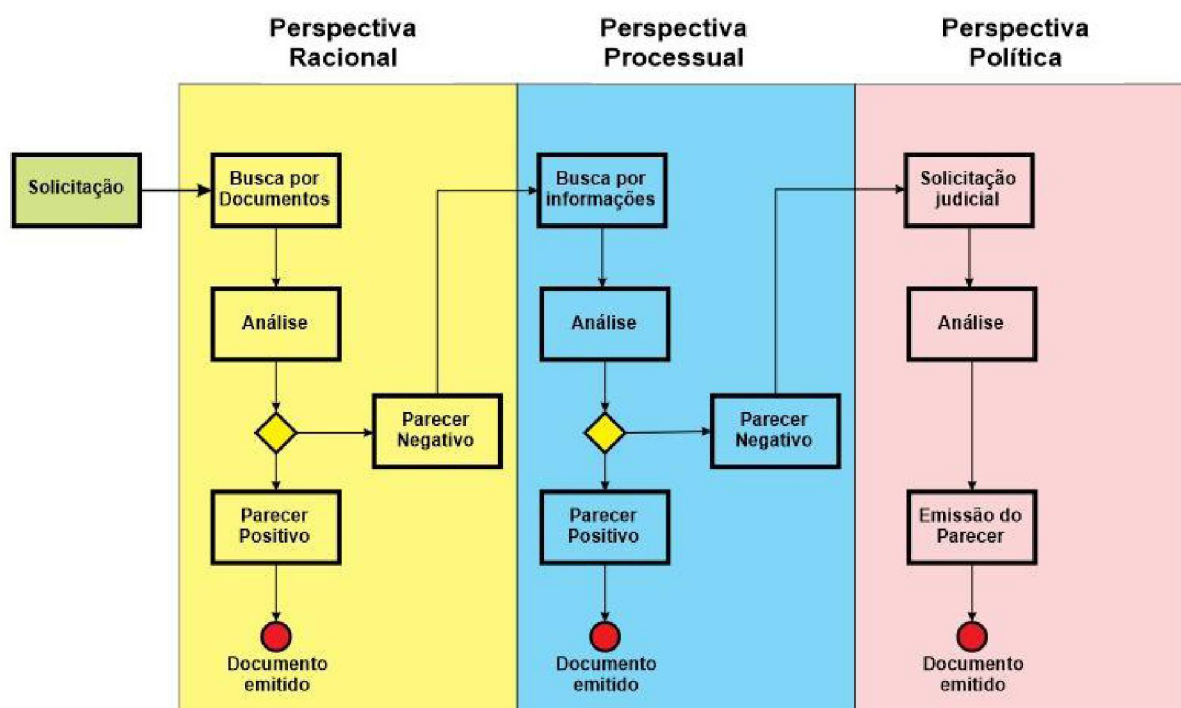 Perspectiva
Racional
Perspectiva
Processual
Perspectiva
Política
Solicitação
Busca por
Documentos
Análise
Parecer
Negativo
Parecer
Positivo
Documento
emitido
Busca por
informações
Análise
Parecer
Negativo
Parecer
Positivo
Documento
emitido
Solicitação
judicial
Análise
Emissão do
Parecer
Documento
emitido